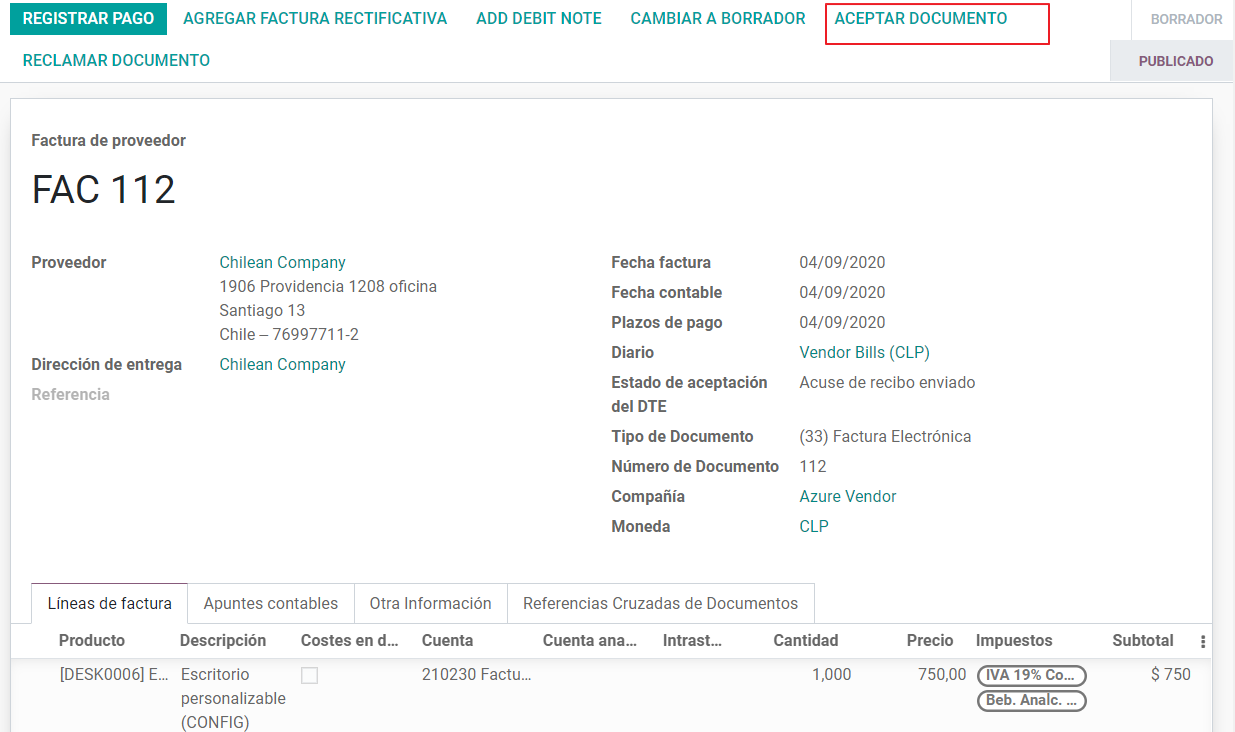 REGISTRAR PAGO AGREGAR FACTURA RECTIFICATIVA ADD DEBIT NOTE CAMBIAR A BORRADOR ACEPTAR DOCUMENTO BORRADOR
RECLAMAR DOCUMENTO PUBLICADO
Factura de proveedor
FAC 112
Proveedor Chilean Company
1906 Providencia 1208 oficina
Santiago 13
Chile – 76997711-2
Dirección de entrega Chilean Company
Referencia
Fecha factura 04/09/2020
Fecha contable 04/09/2020
Plazos de pago 04/09/2020
Diario Vendor Bills (CLP)
Estado de aceptación Acuse de recibo enviado
del DTE
Tipo de Documento (33) Factura Electrónica
Número de Documento 112
Compañía Azure Vendor
Moneda CLP
Líneas de factura Apuntes contables Otra Información Referencias Cruzadas de Documentos
Producto Descripción Costes en d... Cuenta Cuenta ana... Intrast... Cantidad Precio Impuestos Subtotal
[DESK0006] E... Escritorio 210230 Factu... 1,000 750,00 IVA 19% Co... $ 750
personalizable Beb. Analc. ...
(CONFIG)